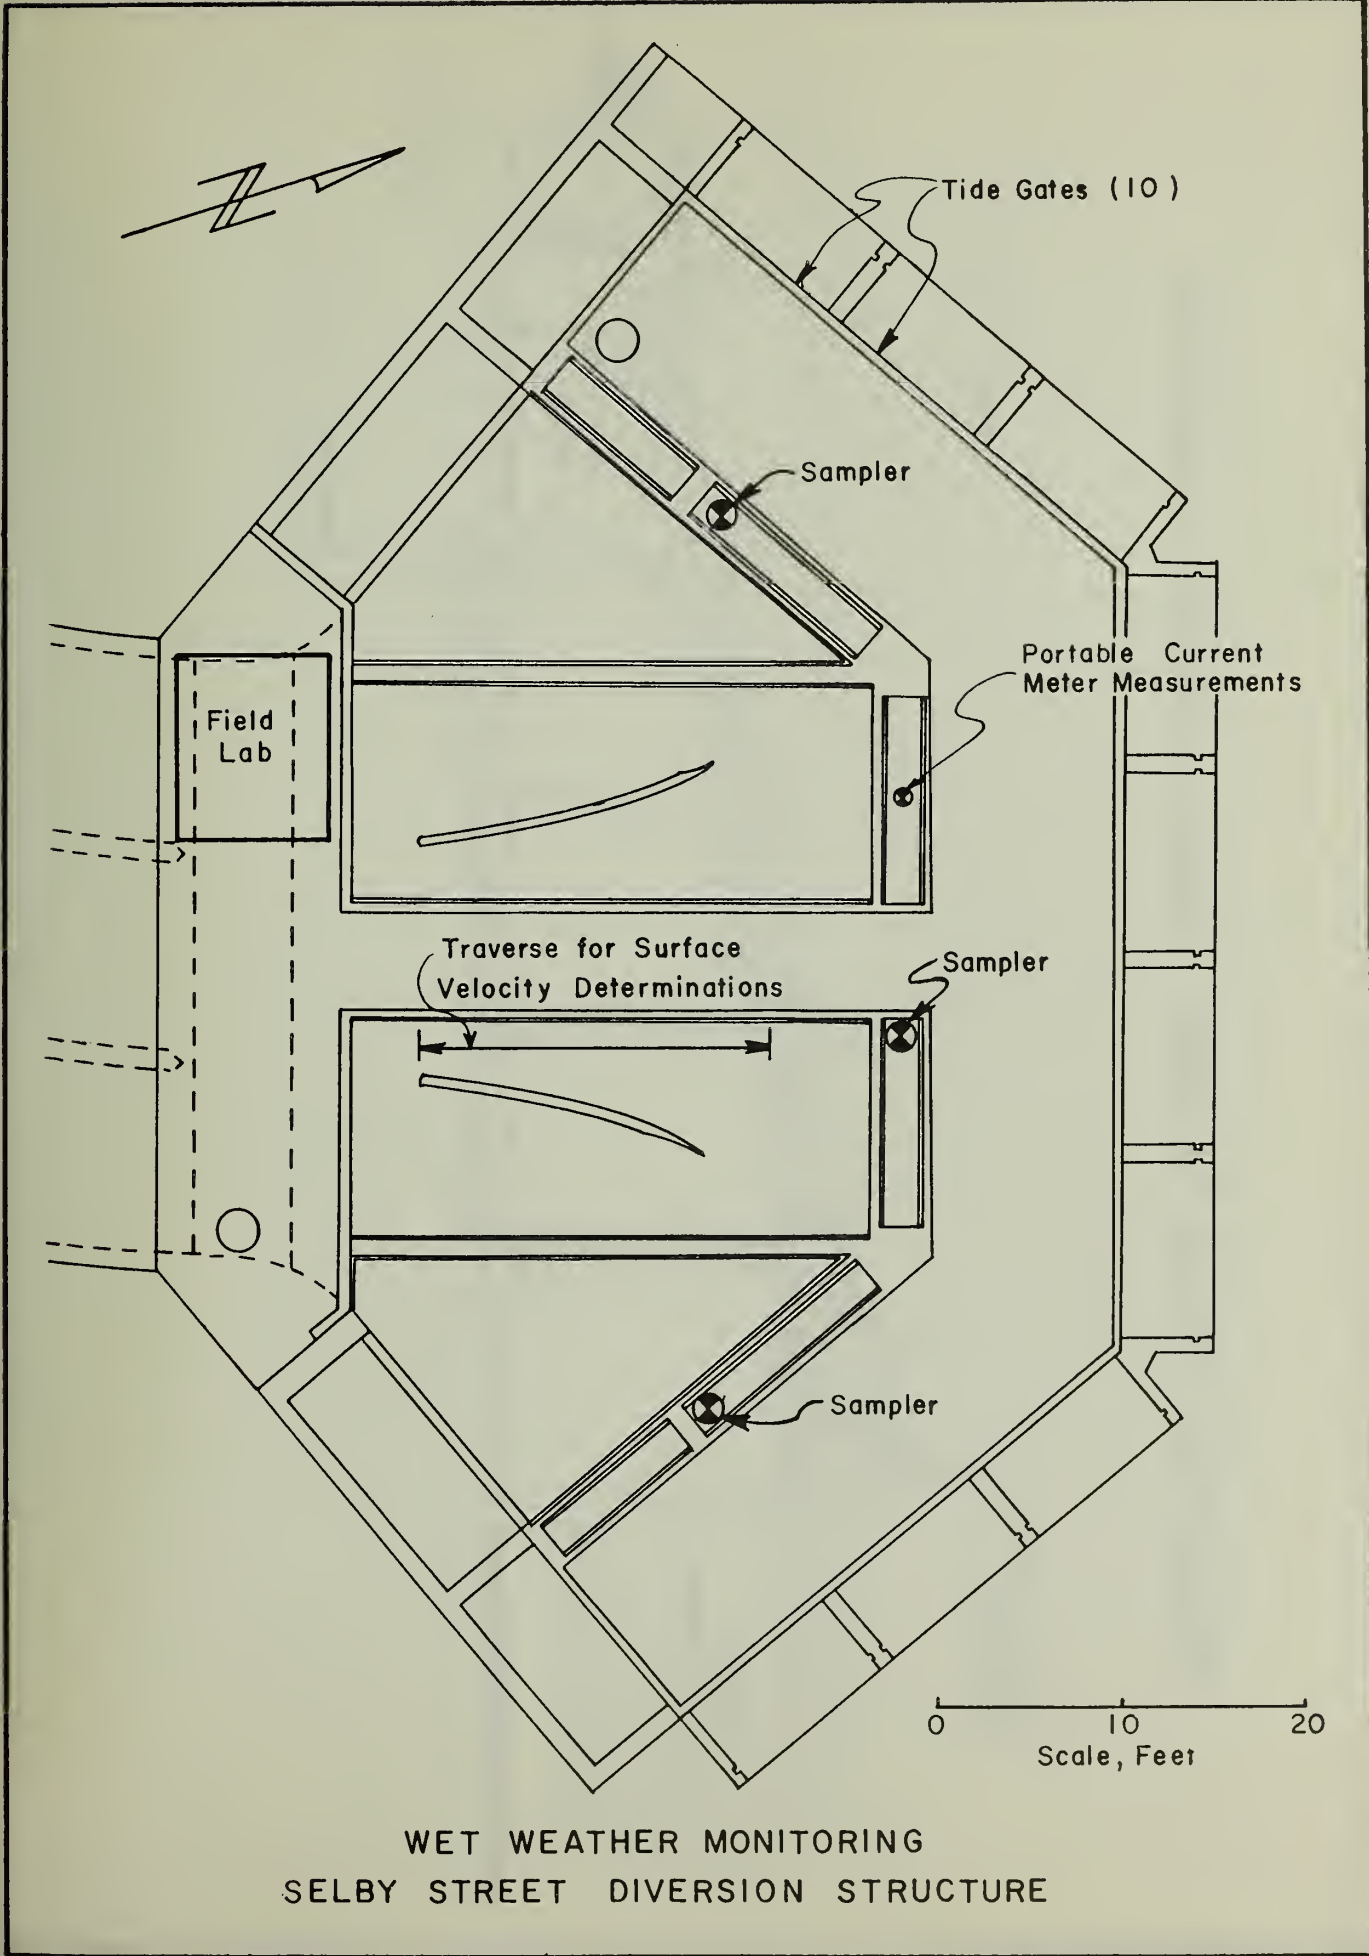 Tide Gates (10)
Sampler
Portable Current
Meter Measurements
Field
Lab
Traverse for Surface
Velocity Determinations
Sampler
Sampler
0 10 20
Scale, Feet
WET WEATHER MONITORING
SELBY STREET DIVERSION STRUCTURE